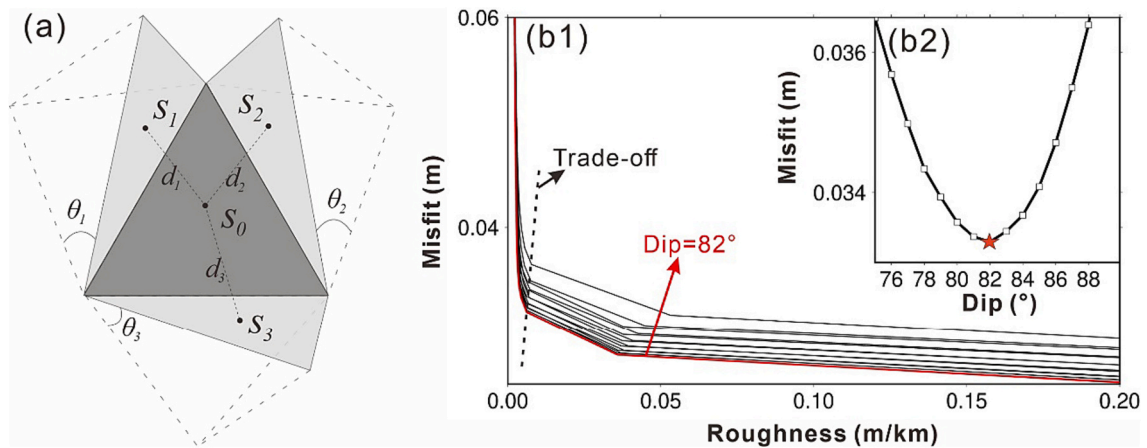 (a)
S1
S2
d1
d2
S0
θ1
θ2
d3
θ3
S3
(b1)
0.06
0.04
Misfit (m)
Trade-off
Dip=82°
0.00
0.05
0.10
0.15
0.20
Roughness (m/km)
(b2)
0.036
0.034
Misfit (m)
76 78 80 82 84 86 88
Dip (°)